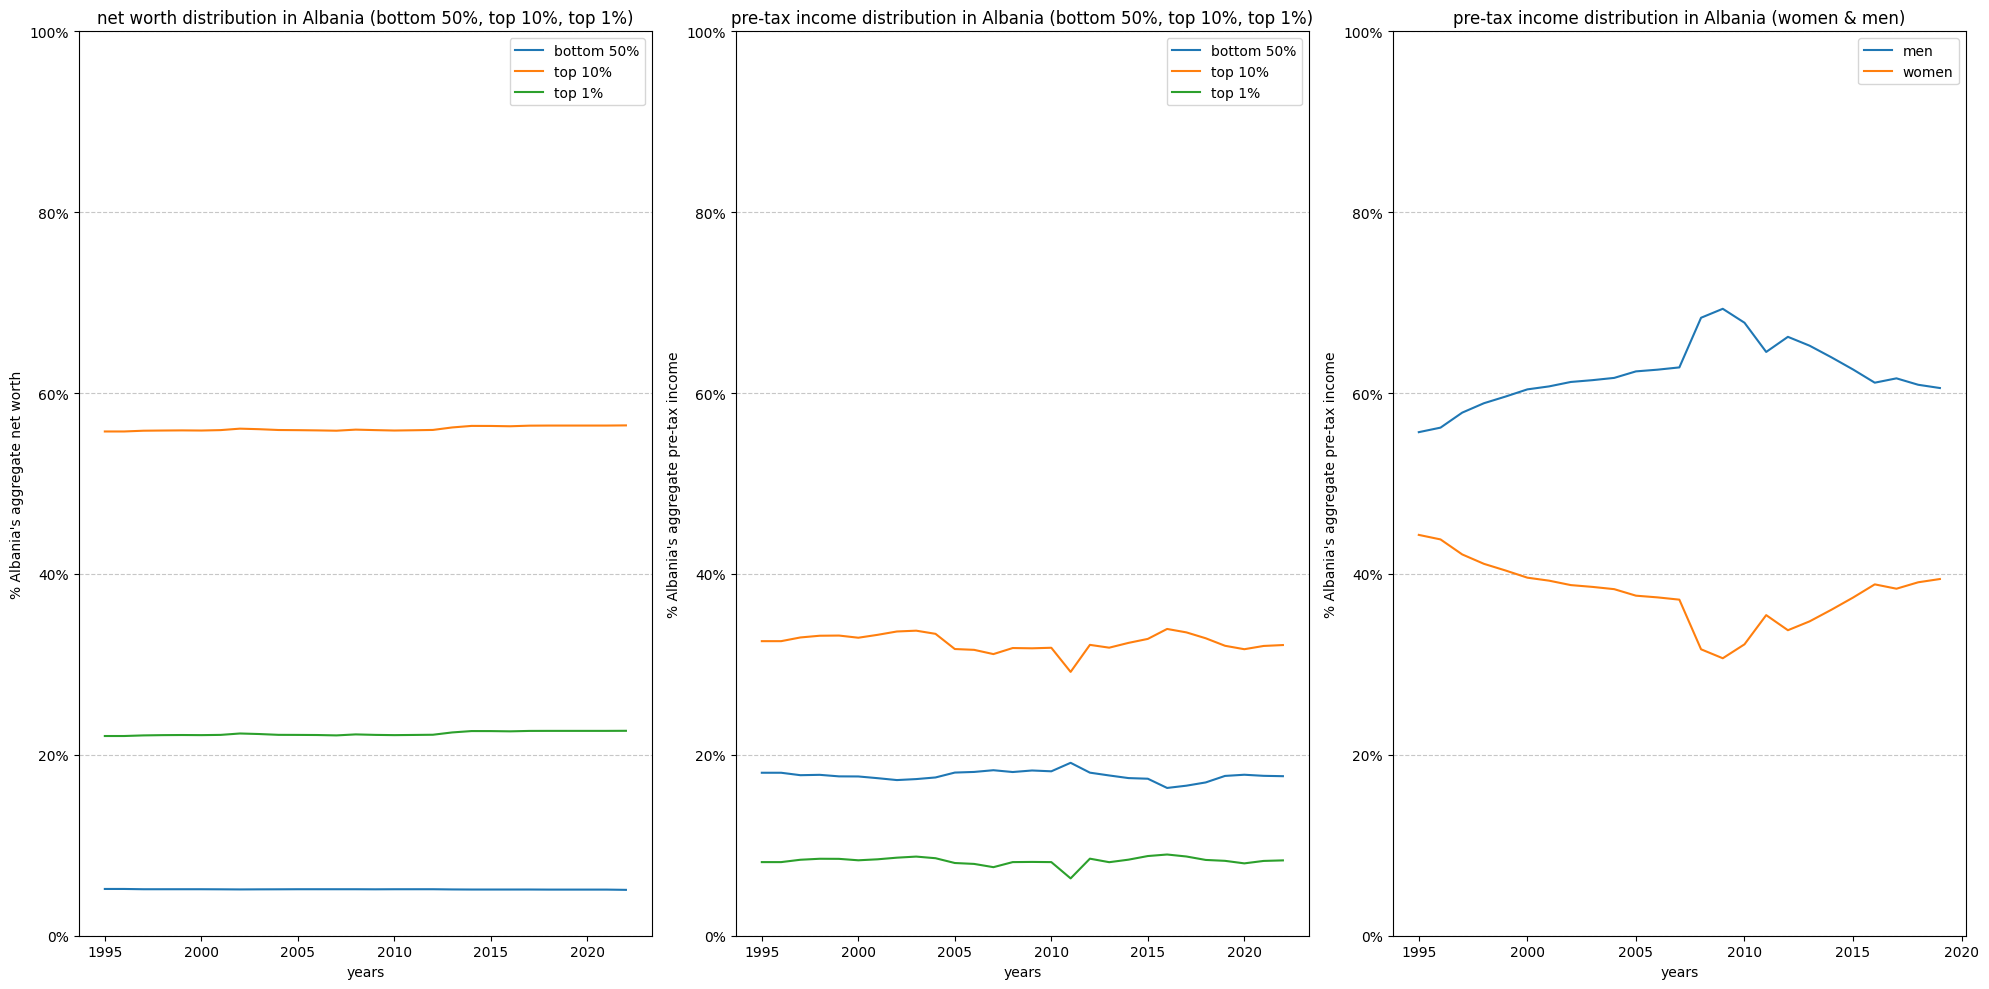 net worth distribution in Albania (bottom 50%, top 10%, top 1%)
100%
80%
60%
40%
20%
0%
% Albania's aggregate net worth
bottom 50%
top 10%
top 1%
1995
2000
2005
2010
2015
2020
years
pre-tax income distribution in Albania (bottom 50%, top 10%, top 1%)
100%
80%
60%
40%
20%
0%
% Albania's aggregate pre-tax income
bottom 50%
top 10%
top 1%
1995
2000
2005
2010
2015
2020
years
pre-tax income distribution in Albania (women & men)
100%
80%
60%
40%
20%
0%
% Albania's aggregate pre-tax income
men
women
1995
2000
2005
2010
2015
2020
years